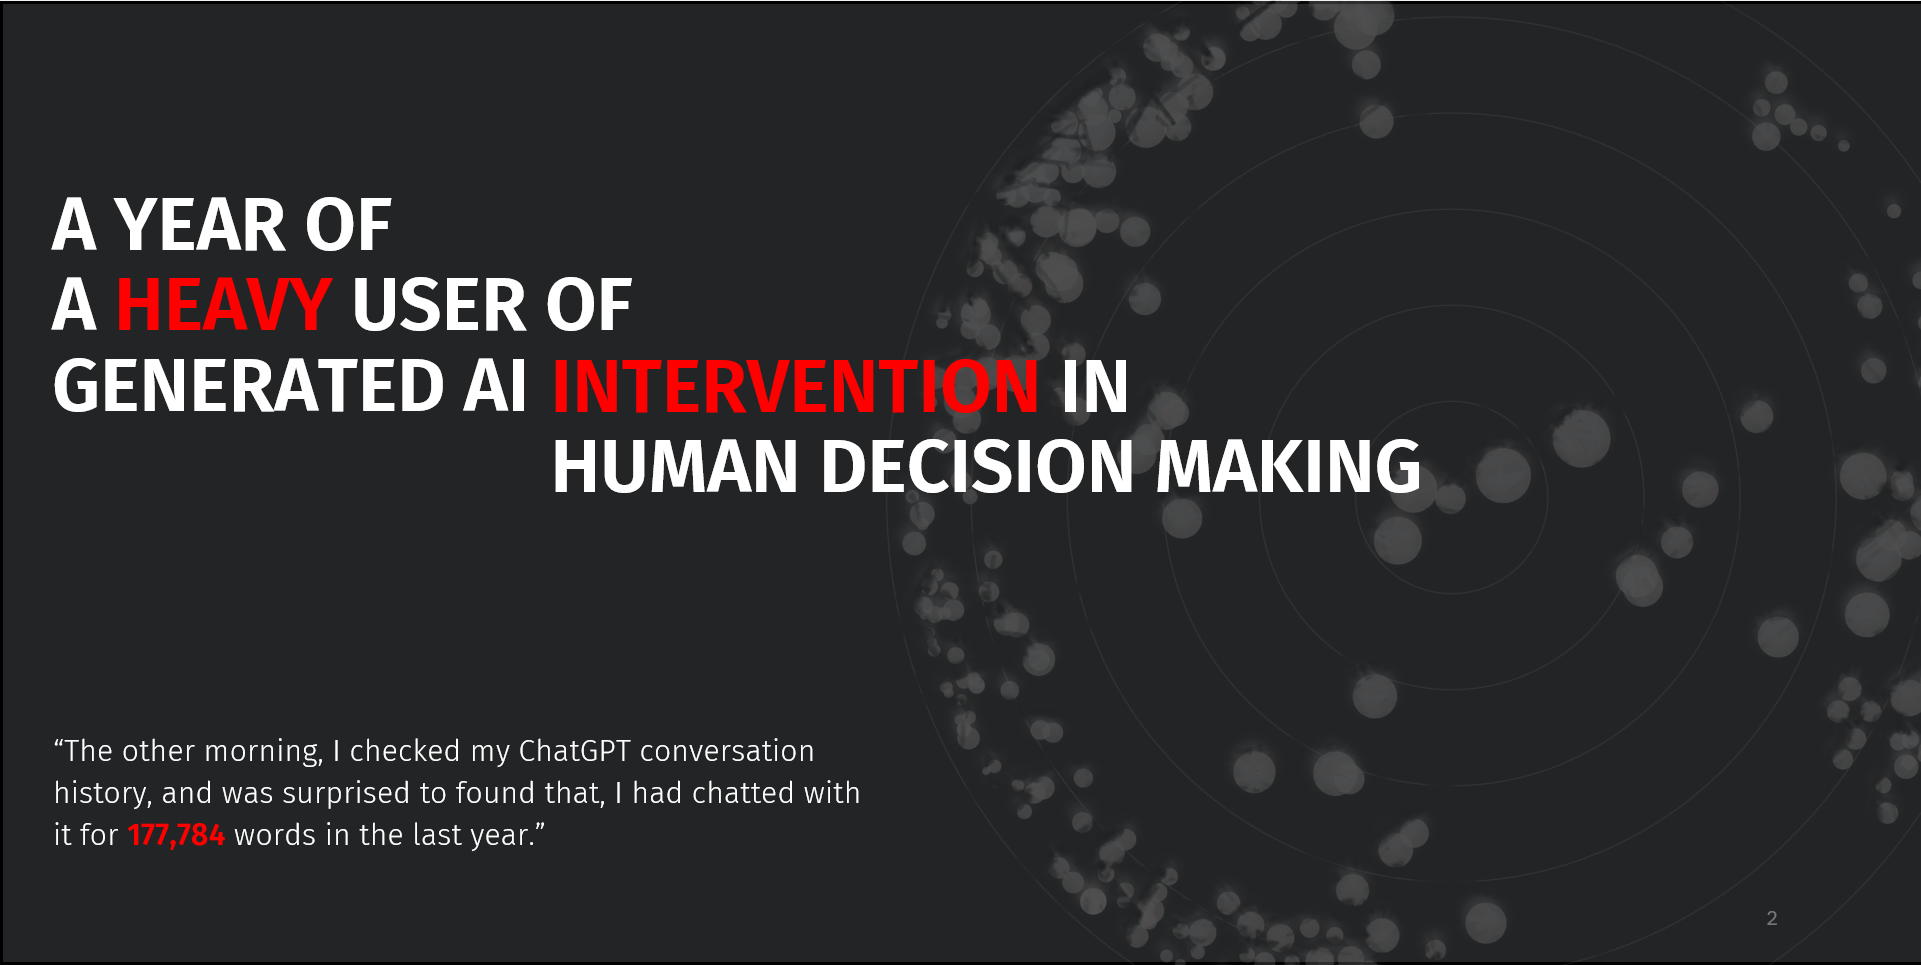 A YEAR OF
A HEAVY USER OF
GENERATED AI INTERVENTION IN
HUMAN DECISION MAKING
“The other morning, I checked my ChatGPT conversation
history, and was surprised to found that, I had chatted with
it for 177,784 words in the last year.”
2